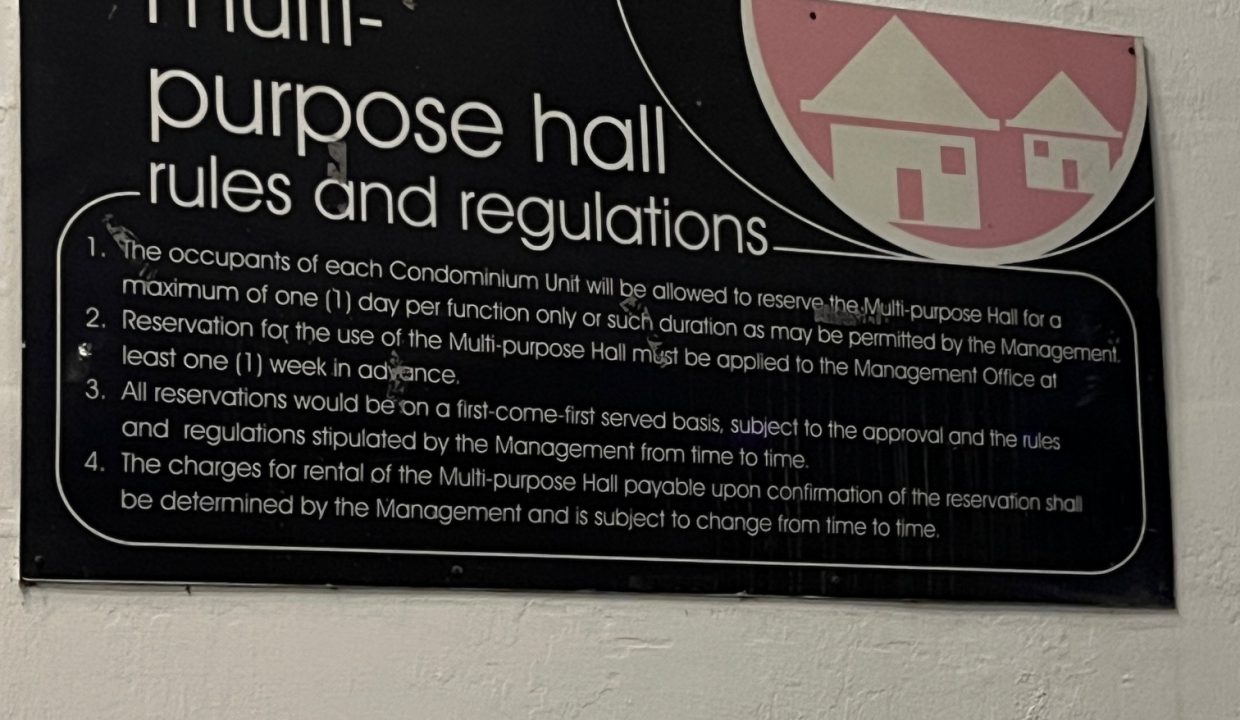 multi-
purpose hall
rules and regulations
1. The occupants of each Condominium Unit will be allowed to reserve the Multi-purpose Hall for a
maximum of one (1) day per function only or such duration as may be permitted by the Management.
2. Reservation for the use of the Multi-purpose Hall must be applied to the Management Office at
least one (1) week in advance.
3. All reservations would be on a first-come-first served basis, subject to the approval and the rules
and regulations stipulated by the Management from time to time.
4. The charges for rental of the Multi-purpose Hall payable upon confirmation of the reservation shall
be determined by the Management and is subject to change from time to time.